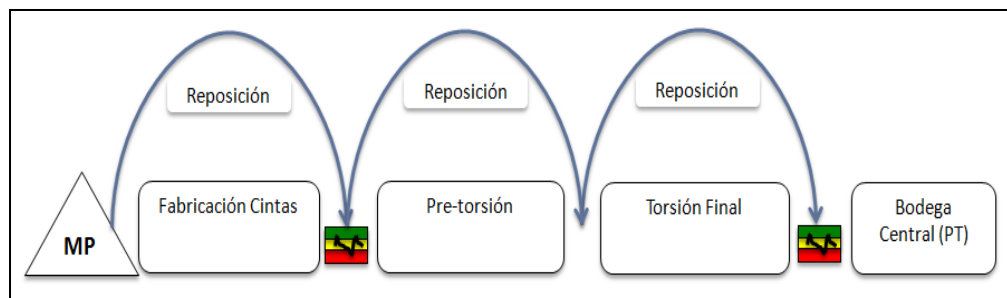 Reposición
Reposición
Reposición
MP
Fabricación Cintas
Pre-torsión
Torsión Final
Bodega
Central (PT)